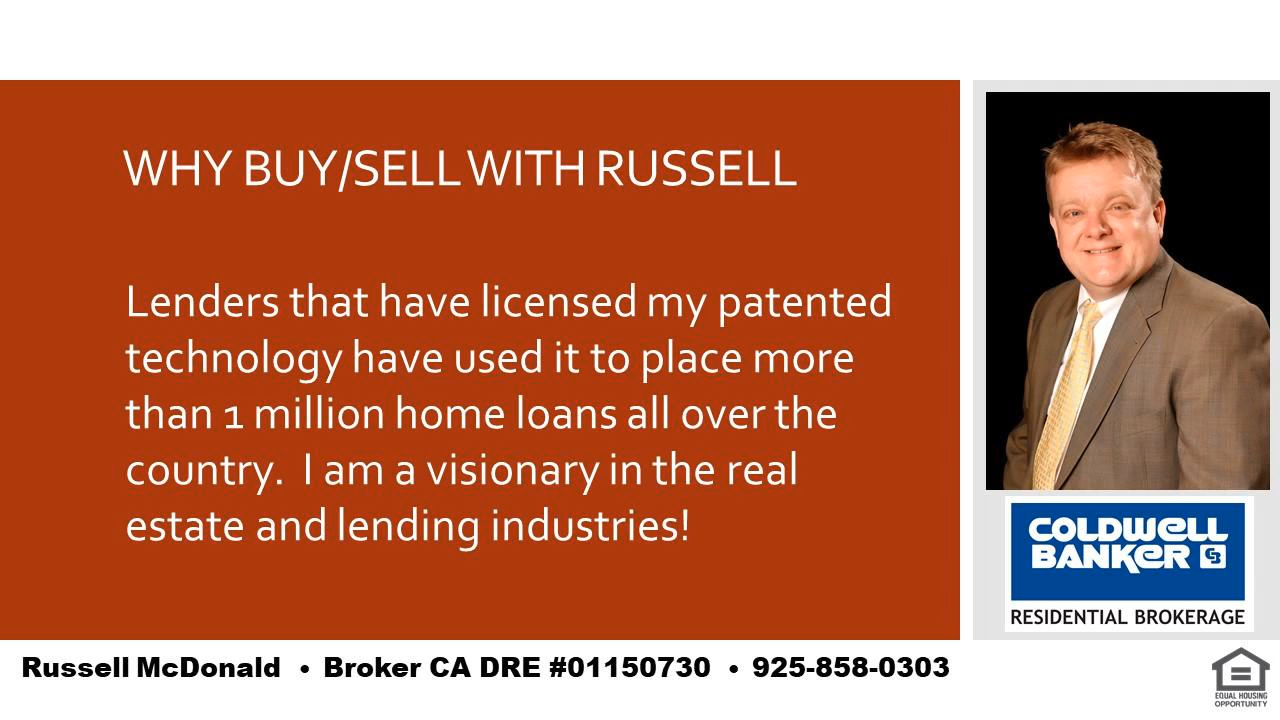 WHY BUY/SELL WITH RUSSELL
Lenders that have licensed my patented
technology have used it to place more
than 1 million home loans all over the
country.  I am a visionary in the real
estate and lending industries!
COLDWELL
BANKER CB
RESIDENTIAL BROKERAGE
Russell McDonald • Broker CA DRE #01150730 • 925-858-0303
EQUAL HOUSING
OPPORTUNITY